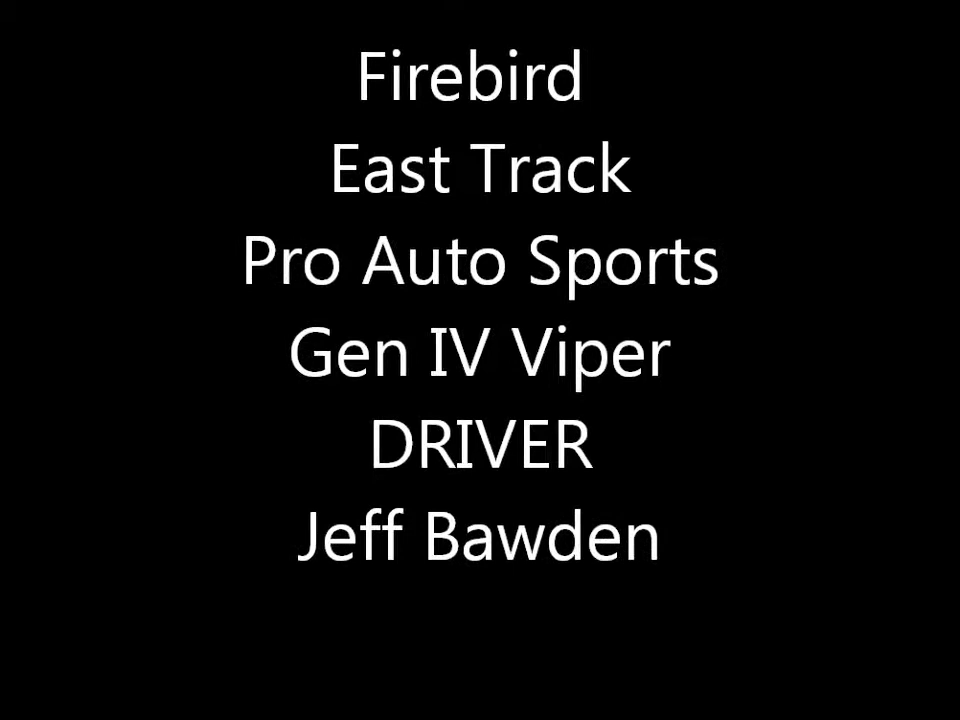 Firebird
East Track
Pro Auto Sports
Gen IV Viper
DRIVER
Jeff Bawden